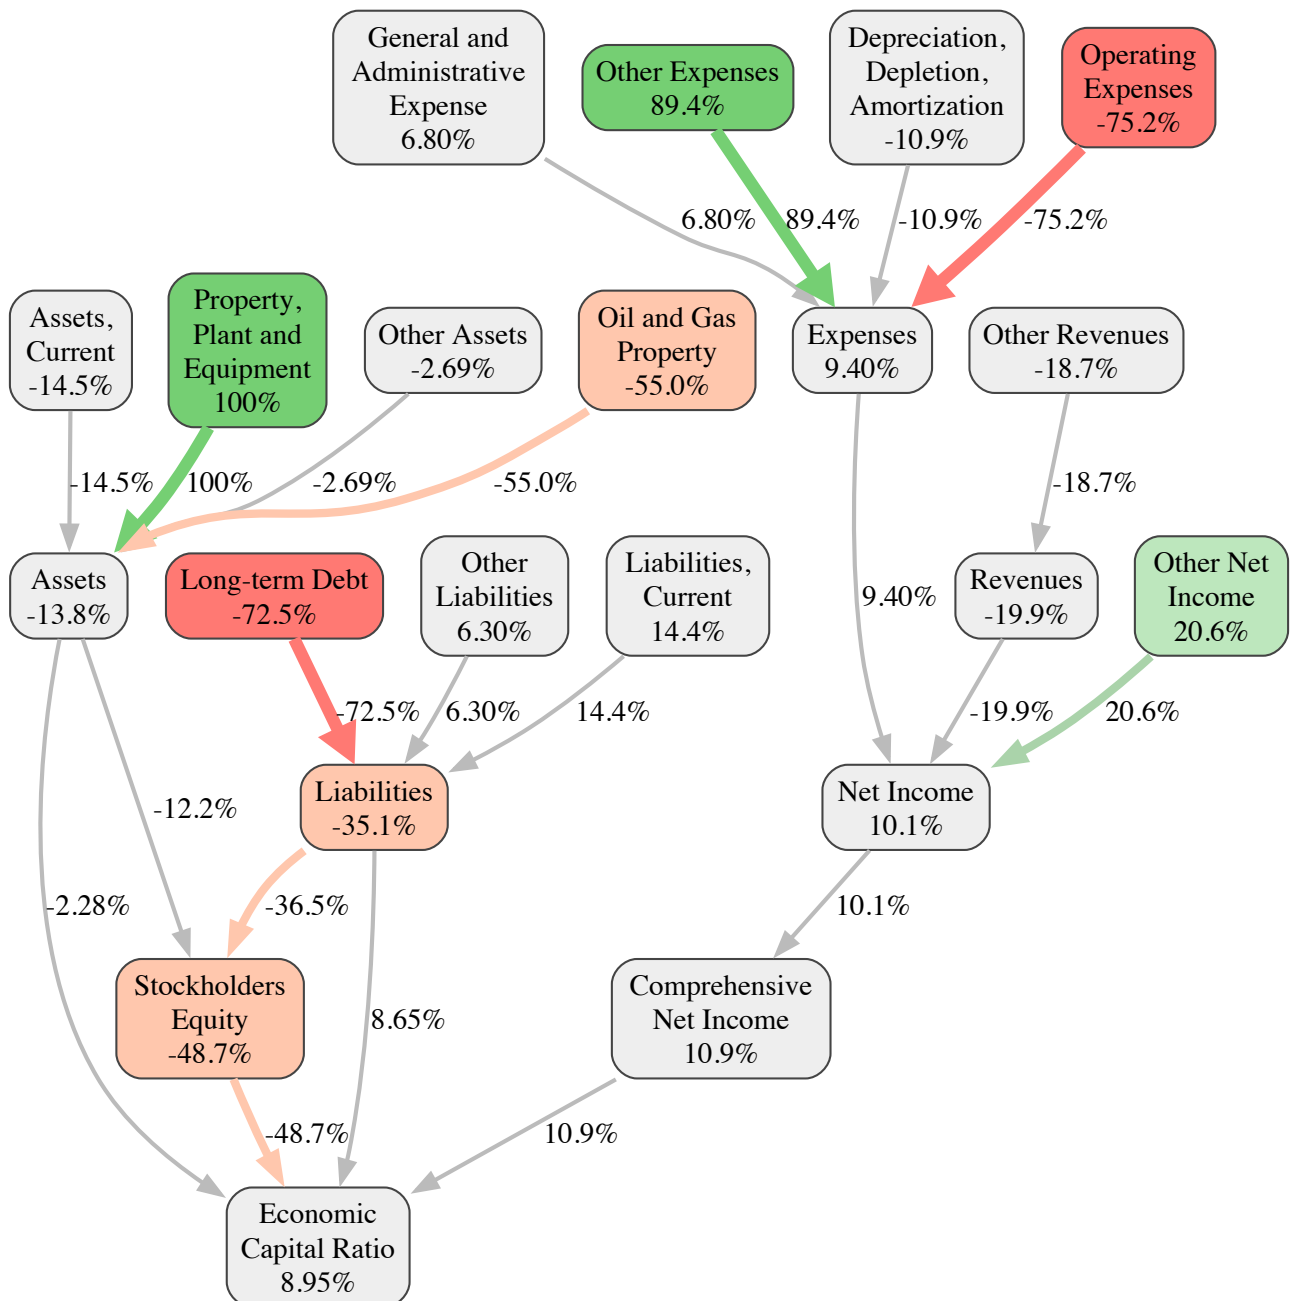 General and
Administrative
Expense
6.80%
Other Expenses
89.4%
Depreciation,
Depletion,
Amortization
-10.9%
Operating
Expenses
-75.2%
6.80%
89.4%
-10.9%
-75.2%
Assets,
Current
-14.5%
Property,
Plant and
Equipment
100%
Other Assets
-2.69%
Oil and Gas
Property
-55.0%
Expenses
9.40%
Other Revenues
-18.7%
-14.5%
100%
-2.69%
-55.0%
-18.7%
Assets
-13.8%
Long-term Debt
-72.5%
Other
Liabilities
6.30%
Liabilities,
Current
14.4%
9.40%
Revenues
-19.9%
Other Net
Income
20.6%
-72.5%
6.30%
14.4%
-19.9%
20.6%
-12.2%
Liabilities
-35.1%
Net Income
10.1%
-2.28%
-36.5%
10.1%
Stockholders
Equity
-48.7%
8.65%
Comprehensive
Net Income
10.9%
-48.7%
10.9%
Economic
Capital Ratio
8.95%